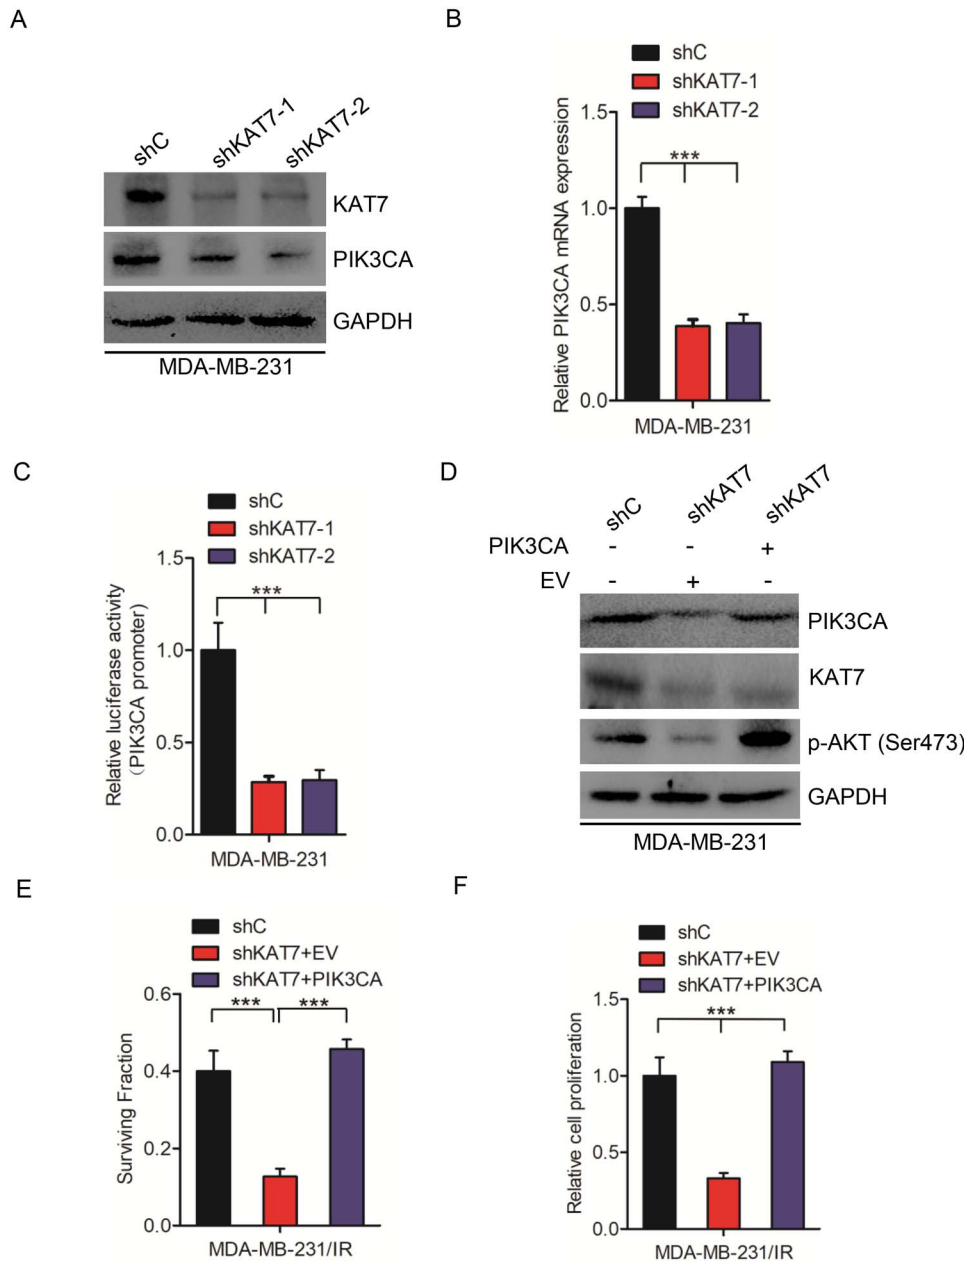 A
shC
shKAT7-1
shKAT7-2
KAT7
PIK3CA
GAPDH
MDA-MB-231
B
shC
shKAT7-1
shKAT7-2
Relative PIK3CA mRNA expression
1.5
1.0
0.5
0.0
***
MDA-MB-231
C
shC
shKAT7-1
shKAT7-2
Relative luciferase activity
(PIK3CA promoter)
1.5
1.0
0.5
0.0
***
MDA-MB-231
D
shC
shKAT7
shKAT7
PIK3CA - - +
EV - + -
PIK3CA
KAT7
p-AKT (Ser473)
GAPDH
MDA-MB-231
E
shC
shKAT7+EV
shKAT7+PIK3CA
Surviving Fraction
0.6
0.4
0.2
0.0
*** ***
MDA-MB-231/IR
F
shC
shKAT7+EV
shKAT7+PIK3CA
Relative cell proliferation
1.5
1.0
0.5
0.0
***
MDA-MB-231/IR